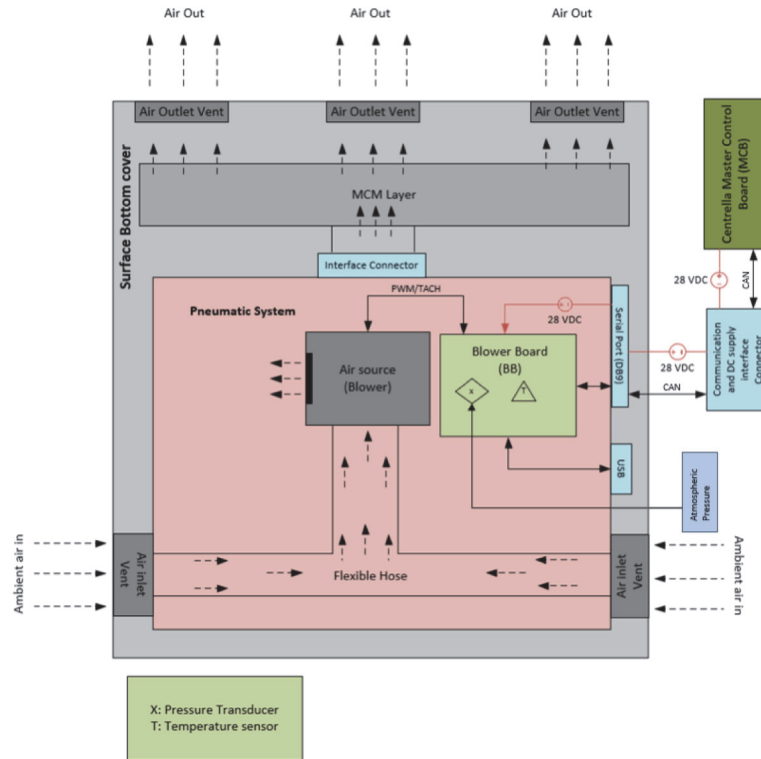 Air Out
Air Out
Air Out
Air Outlet Vent
Air Outlet Vent
Air Outlet Vent
Surface Bottom cover
MCM Layer
Interface Connector
Centrella Master Control
Board (MCB)
28 VDC
CAN
Pneumatic System
PWM/TACH
28 VDC
Serial Port (DB9)
Communication
and DC supply
interface
Connector
28 VDC
CAN
Air source
(Blower)
Blower Board
(BB)
X
T
USB
Atmospheric
Pressure
Ambient air in
Air inlet
Vent
Flexible Hose
Air inlet
Vent
Ambient air in
X: Pressure Transducer
T: Temperature sensor